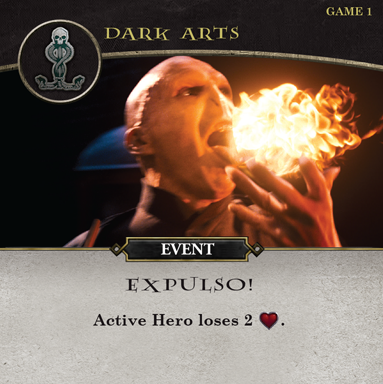 GAME 1
DARK ARTS
EVENT
EXPULSO!
Active Hero loses 2 .